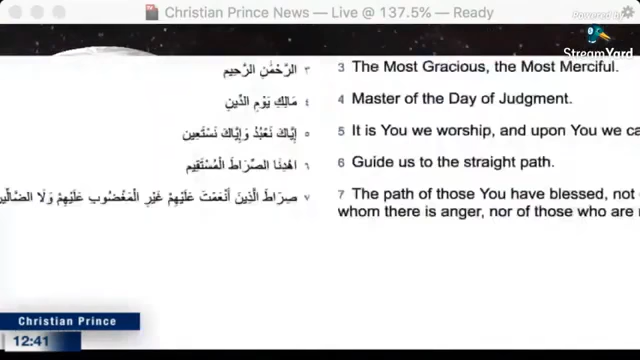 Christian Prince News — Live @ 137.5% — Ready
Powered by
StreamYard
٣ الرَّحْمَٰنِ الرَّحِيمِ
3 The Most Gracious, the Most Merciful.
٤ مَالِكِ يَوْمِ الدِّينِ
4 Master of the Day of Judgment.
٥ إِيَّاكَ نَعْبُدُ وَإِيَّاكَ نَسْتَعِينُ
5 It is You we worship, and upon You we ca
٦ اهْدِنَا الصِّرَاطَ الْمُسْتَقِيمَ
6 Guide us to the straight path.
٧ صِرَاطَ الَّذِينَ أَنْعَمْتَ عَلَيْهِمْ غَيْرِ الْمَغْضُوبِ عَلَيْهِمْ وَلَا الضَّالِّين
7 The path of those You have blessed, not
whom there is anger, nor of those who are
Christian Prince
12:41